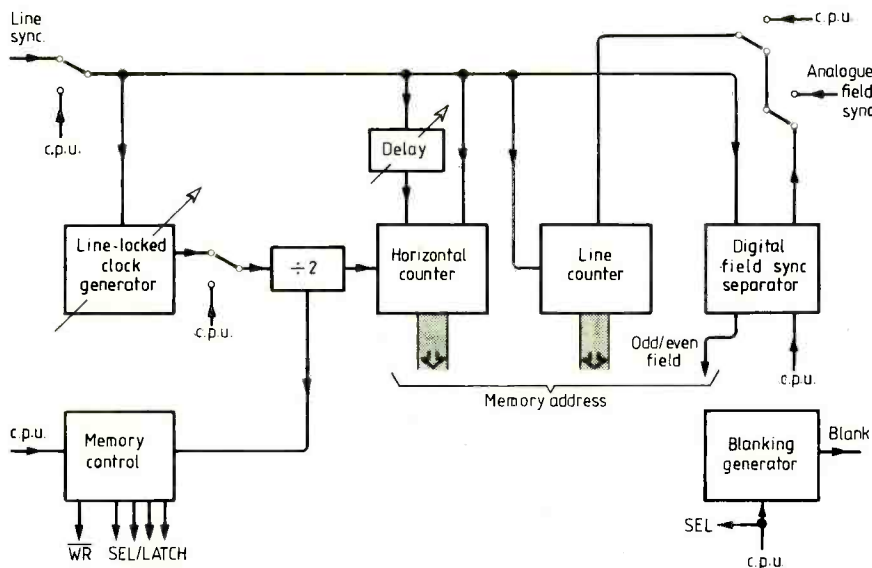 Line
sync.
c.p.u.
c.p.u.
Analogue
field
sync
Delay
Line-locked
clock
generator
÷2
Horizontal
counter
Line
counter
Digital
field sync
separator
c.p.u.
Odd/even
field
c.p.u.
Memory address
c.p.u.
Memory
control
Blanking
generator
Blank
WR SEL/LATCH
SEL
c.p.u.